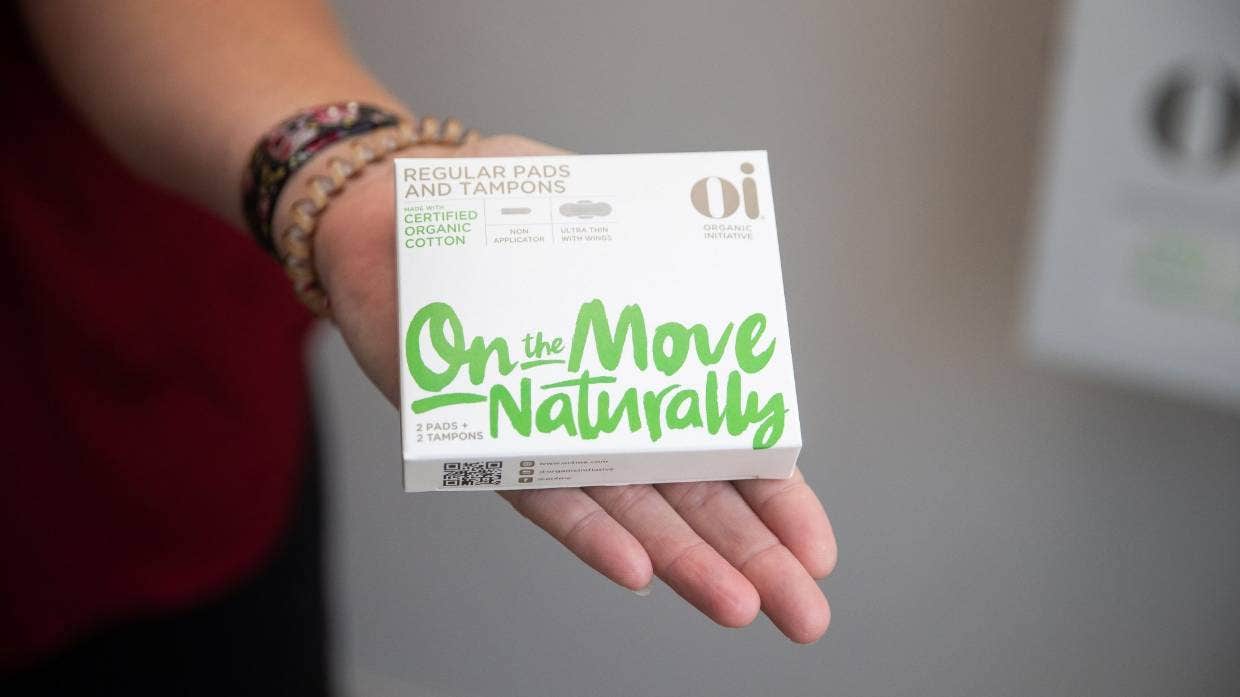 REGULAR PADS
AND TAMPONS
MADE WITH
CERTIFIED
ORGANIC
COTTON
NON
APPLICATOR
ULTRA THIN
WITH WINGS
oi
ORGANIC
INITIATIVE
On the Move
Naturally
2 PADS +
2 TAMPONS
oi